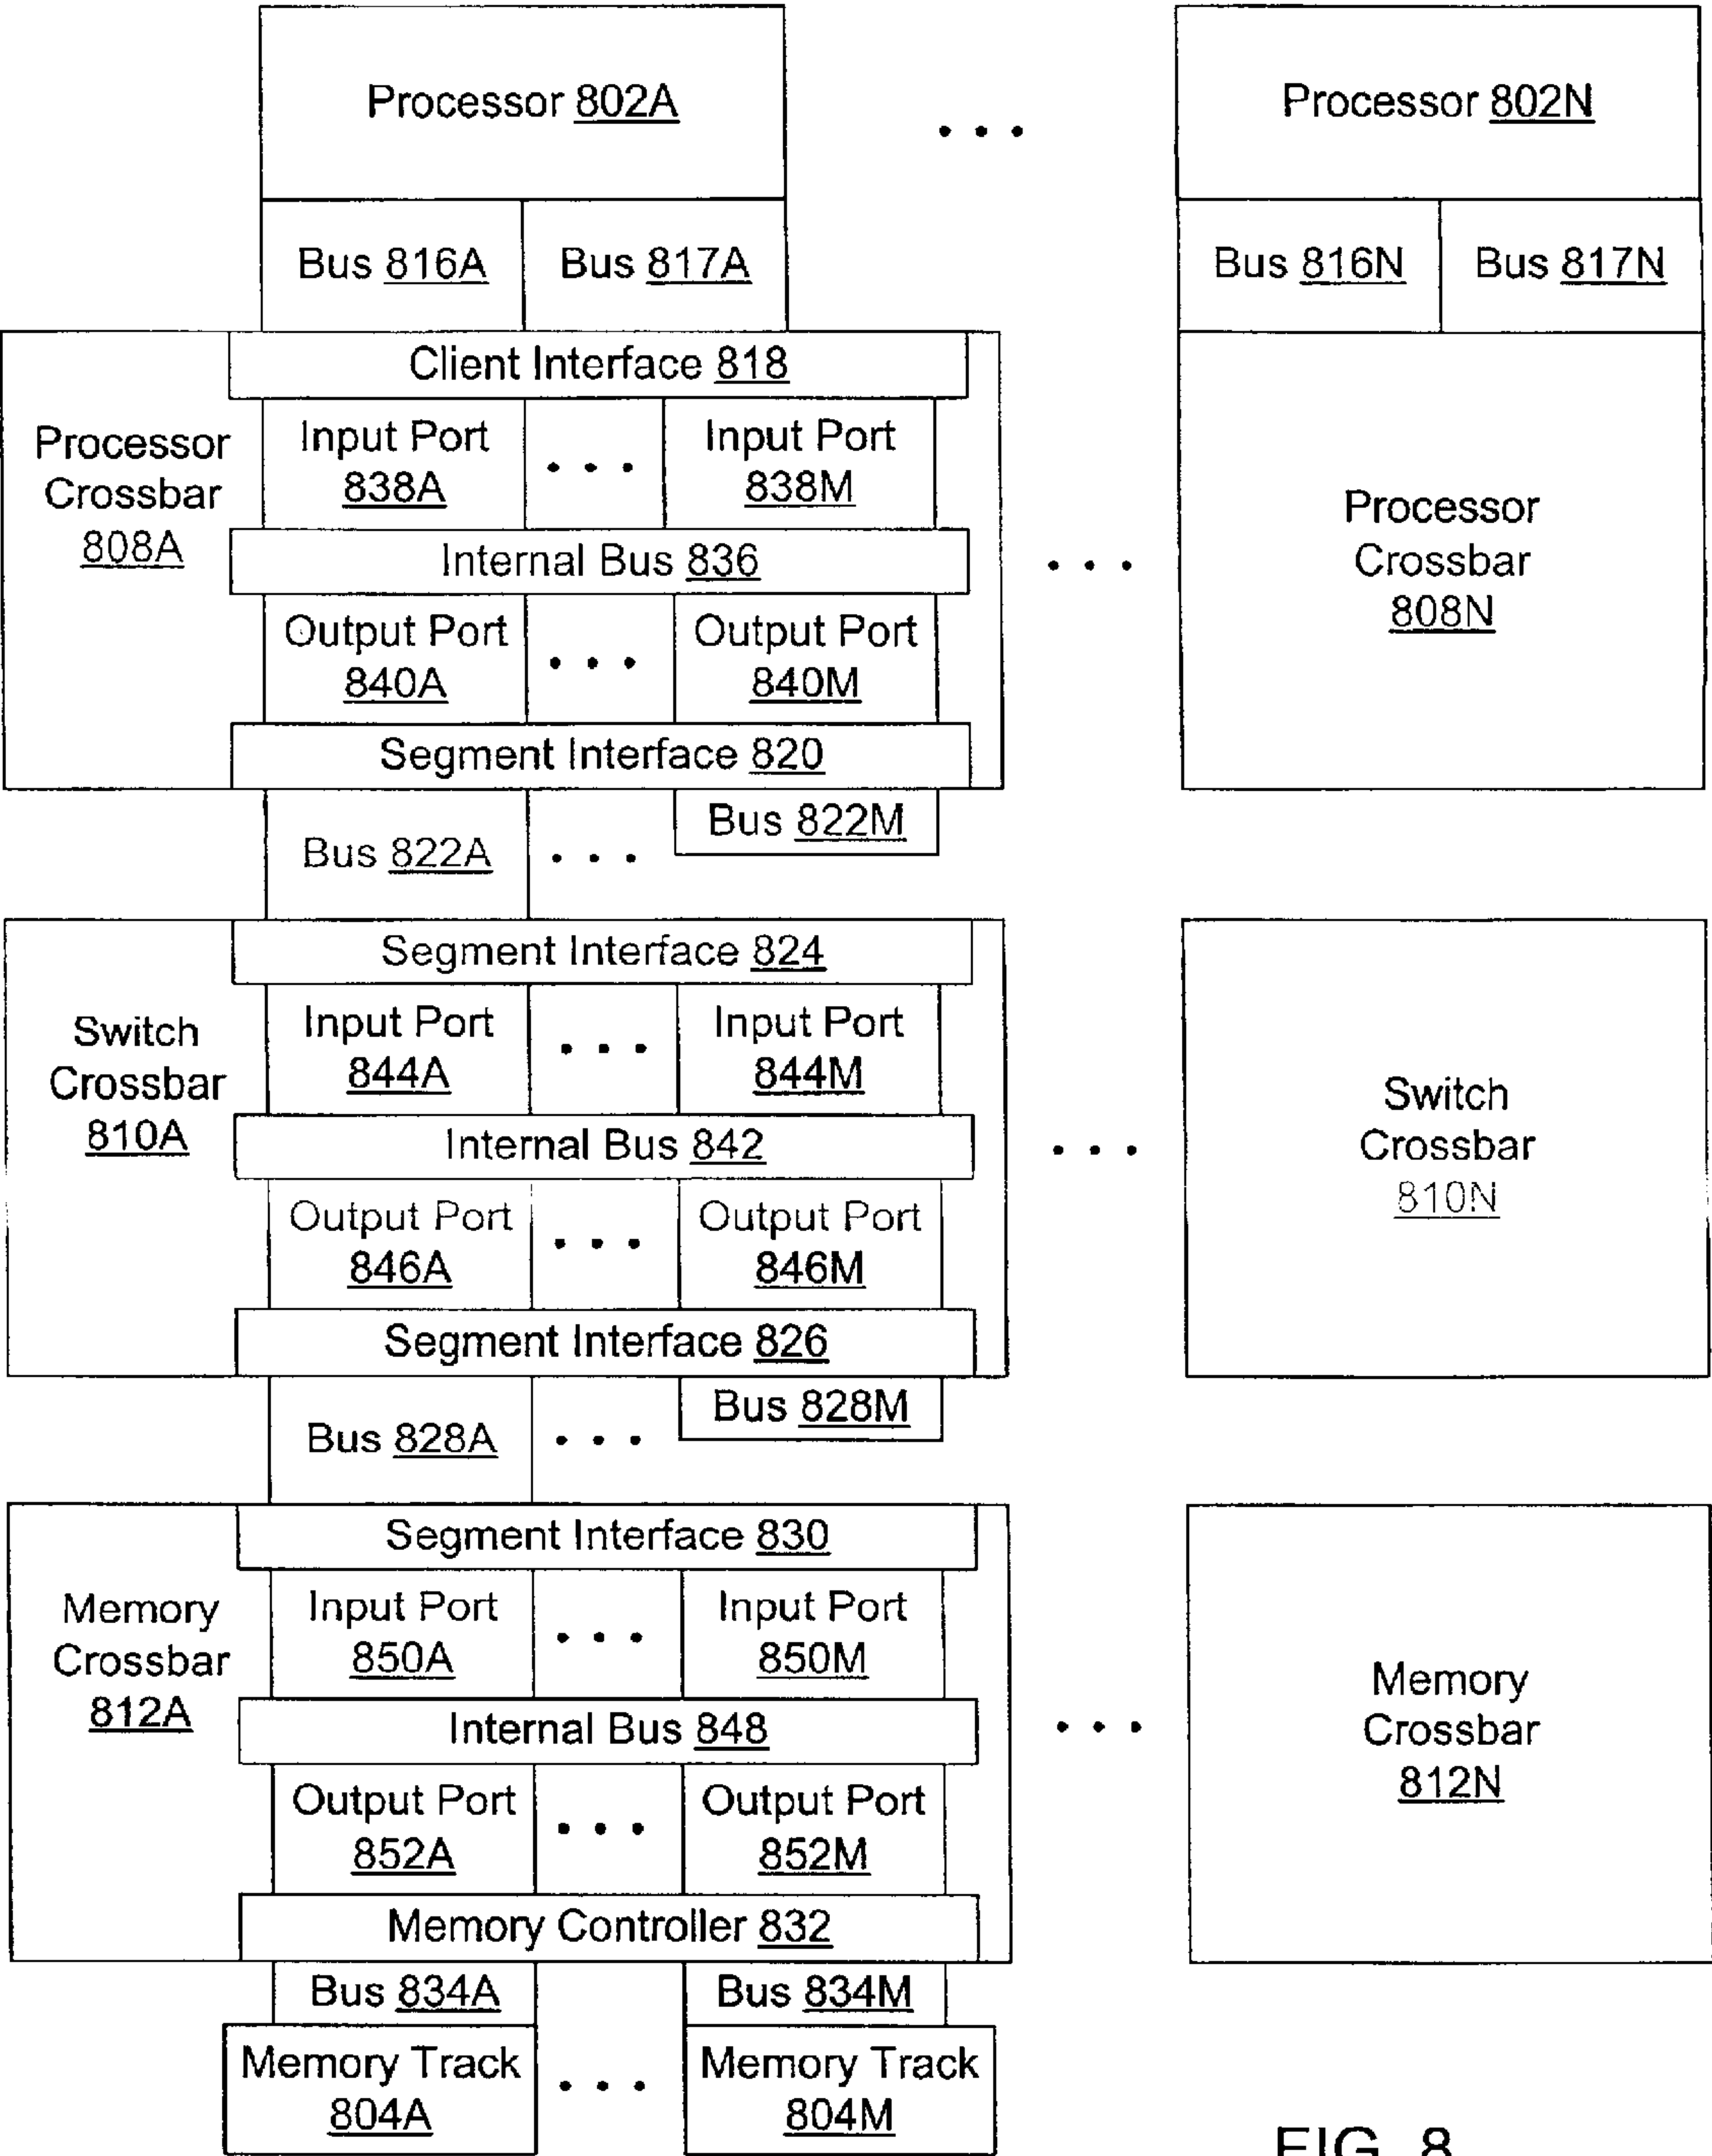 Processor 802A
Processor 802N
Bus 816A
Bus 817A
Bus 816N
Bus 817N
Client Interface 818
Processor
Crossbar
808A
Input Port
838A
Input Port
838M
Internal Bus 836
Output Port
840A
Output Port
840M
Segment Interface 820
Processor
Crossbar
808N
Bus 822A
Bus 822M
Segment Interface 824
Switch
Crossbar
810A
Input Port
844A
Input Port
844M
Internal Bus 842
Output Port
846A
Output Port
846M
Segment Interface 826
Switch
Crossbar
810N
Bus 828A
Bus 828M
Segment Interface 830
Memory
Crossbar
812A
Input Port
850A
Input Port
850M
Internal Bus 848
Output Port
852A
Output Port
852M
Memory Controller 832
Memory
Crossbar
812N
Bus 834A
Bus 834M
Memory Track
804A
Memory Track
804M
FIG. 8